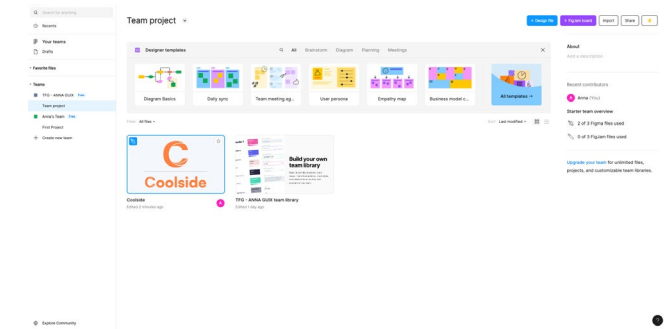 Search for anything
Recents
Your teams
Drafts
Favorite files
Teams
TFG - ANNA GUIX Free
Team project
Anna's Team Free
First Project
Create new team
Explore Community
Team project
+ Design file
+ FigJam board
Import
Share
Designer templates
All
Brainstorm
Diagram
Planning
Meetings
Diagram Basics
Daily sync
Team meeting ag...
User persona
Empathy map
Business model c...
All templates →
Filter: All files
Sort: Last modified
C
Coolside
Coolside
Edited 2 minutes ago
A
Build your own
team library
TFG - ANNA GUIX team library
Edited 1 day ago
About
Add a description
Recent contributors
A Anna (You)
Starter team overview
2 of 3 Figma files used
0 of 3 FigJam files used
Upgrade your team for unlimited files,
projects, and customizable team libraries.
?